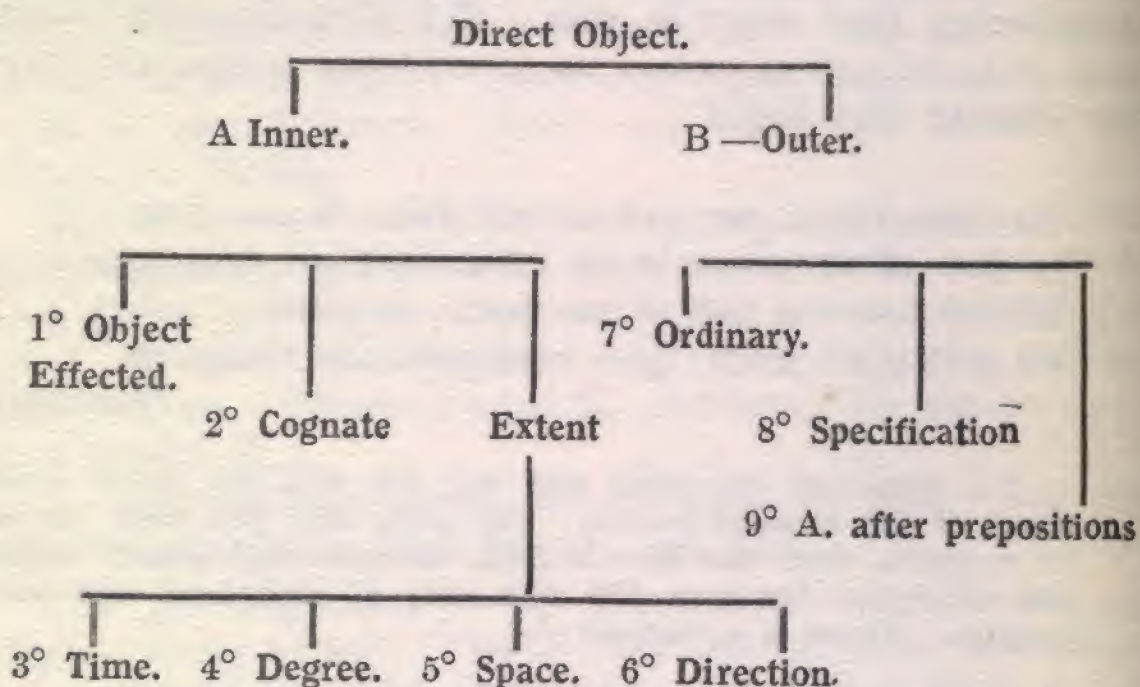 Direct Object.
A Inner.
B —Outer.
1° Object
Effected.
2° Cognate
Extent
3° Time. 4° Degree. 5° Space. 6° Direction.
7° Ordinary.
8° Specification
9° A. after prepositions